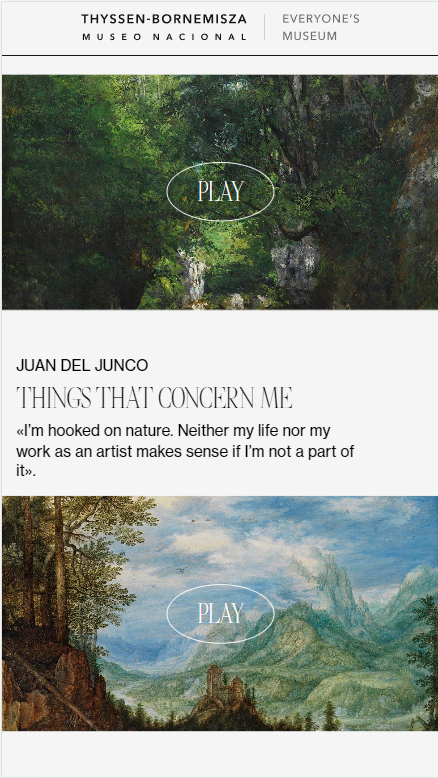 THYSSEN-BORNEMISZA
MUSEO NACIONAL
EVERYONE'S
MUSEUM
PLAY
JUAN DEL JUNCO
THINGS THAT CONCERN ME
«I'm hooked on nature. Neither my life nor my
work as an artist makes sense if I'm not a part of
it».
PLAY